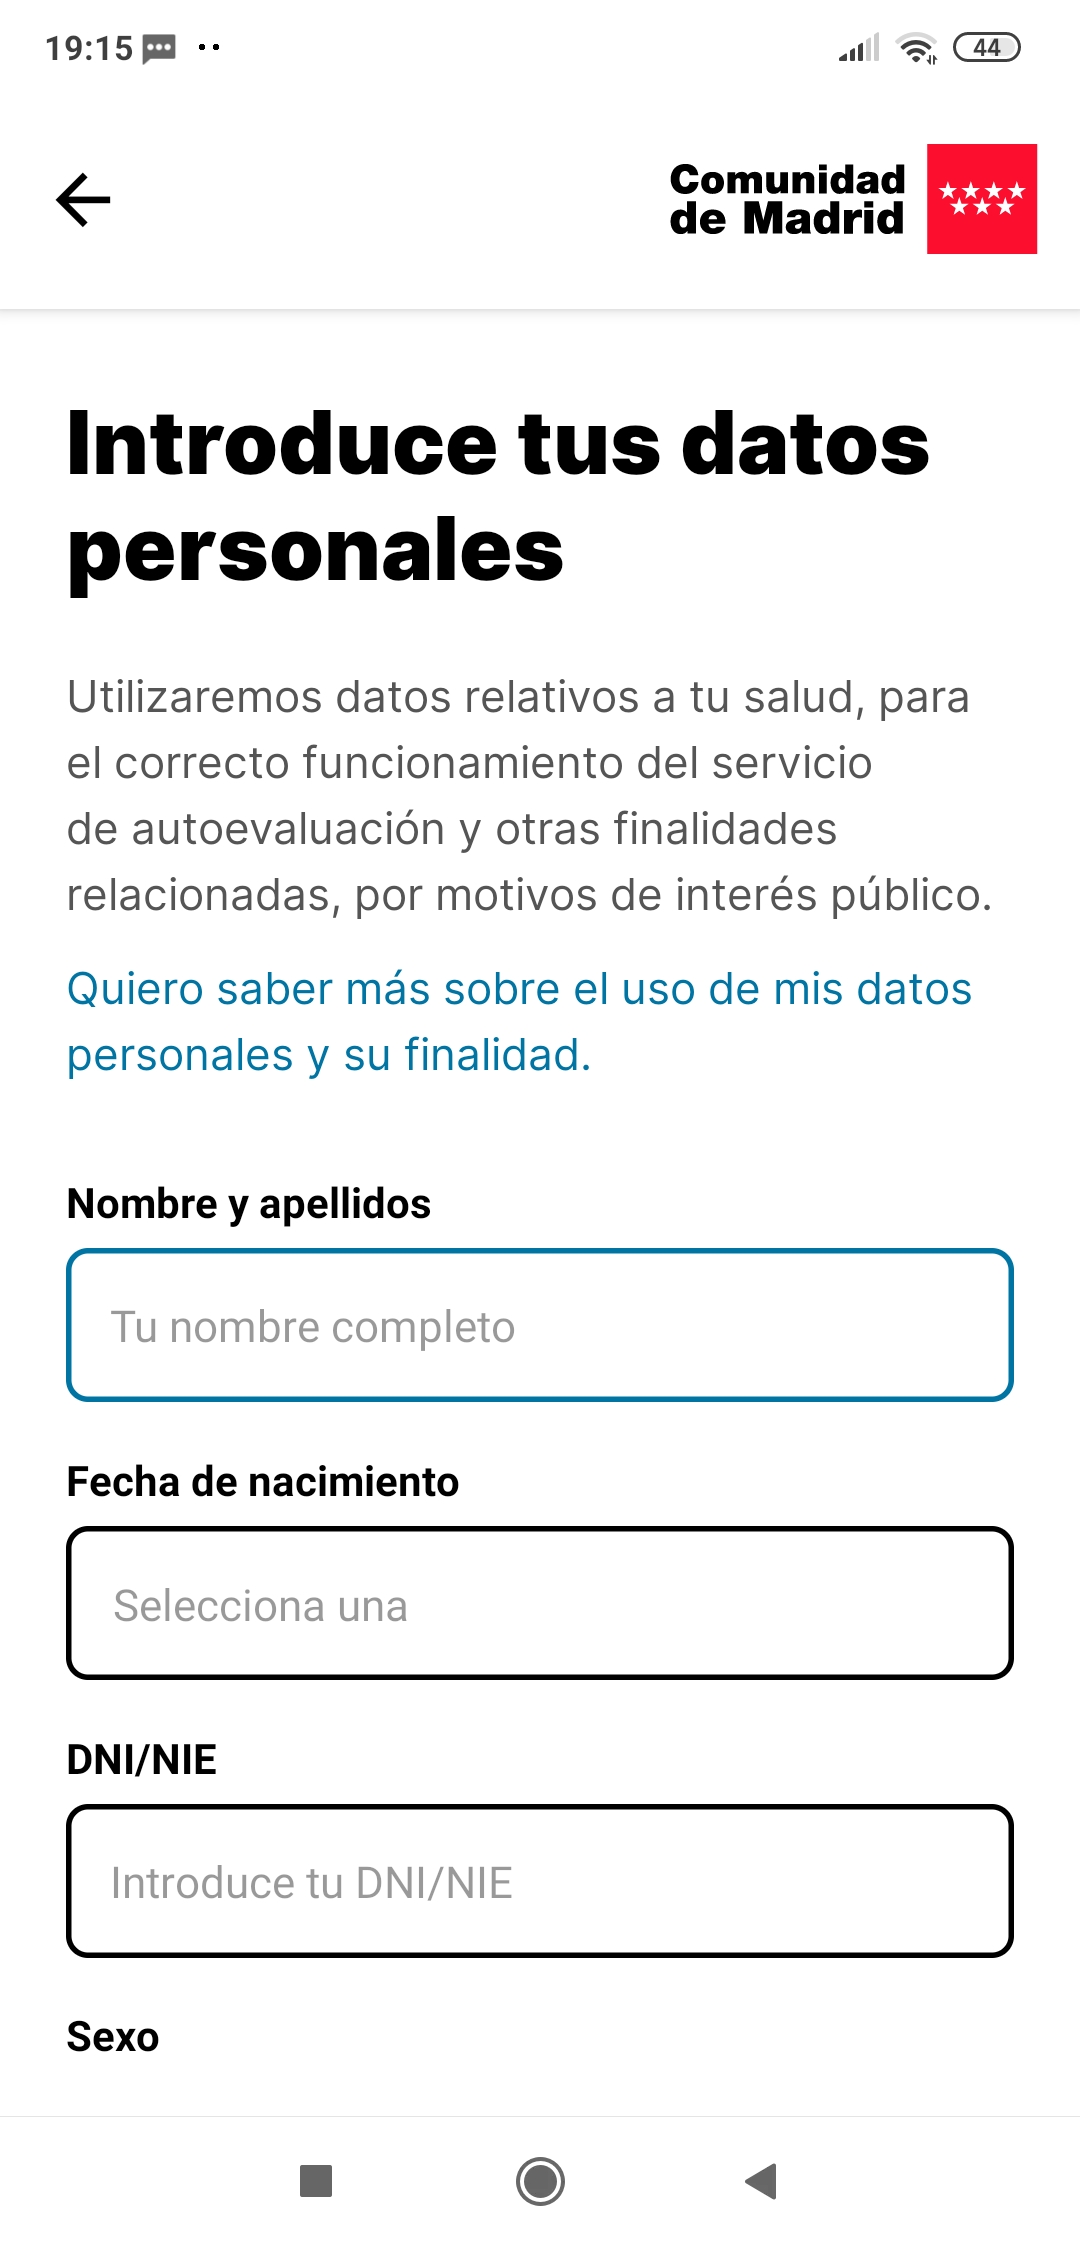 19:15
44
Comunidad
de Madrid
Introduce tus datos
personales
Utilizaremos datos relativos a tu salud, para
el correcto funcionamiento del servicio
de autoevaluación y otras finalidades
relacionadas, por motivos de interés público.
Quiero saber más sobre el uso de mis datos
personales y su finalidad.
Nombre y apellidos
Tu nombre completo
Fecha de nacimiento
Selecciona una
DNI/NIE
Introduce tu DNI/NIE
Sexo